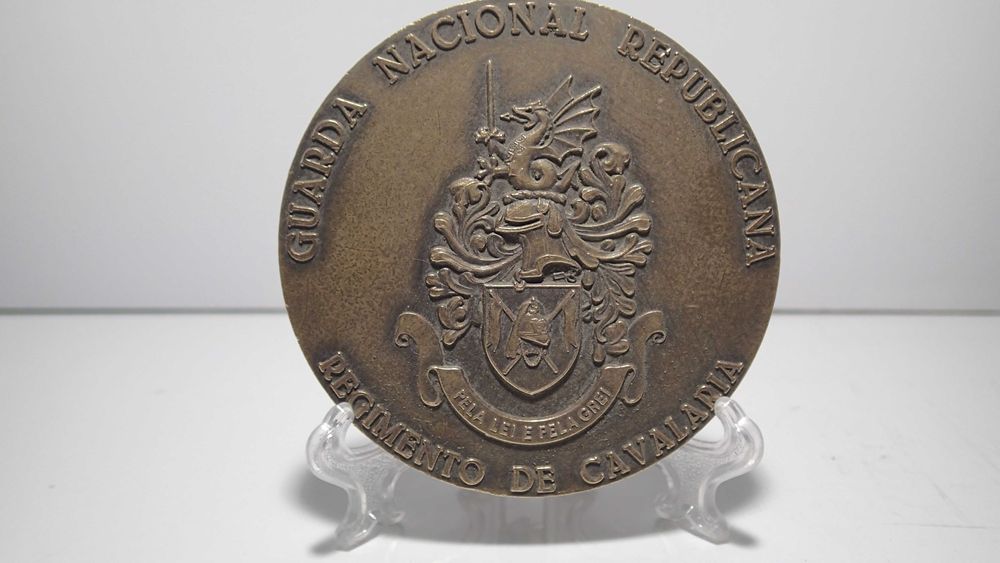 GUARDA NACIONAL REPUBLICANA
PELA LEI E PELA GREI
REGIMENTO DE CAVALARIA